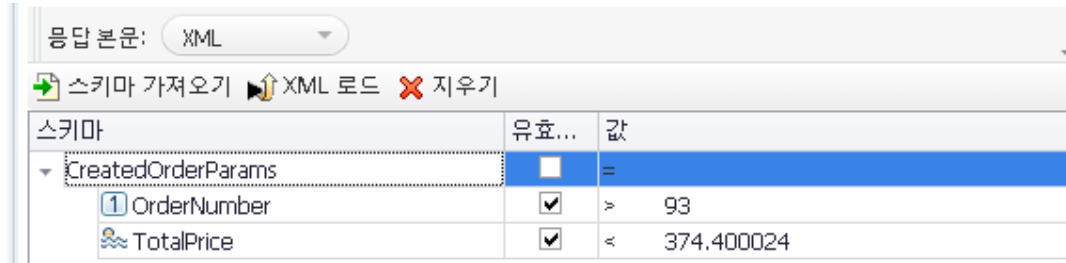 응답 본문: XML
스키마 가져오기 XML 로드 지우기
스키마 유효... 값
CreatedOrderParams =
1 OrderNumber > 93
TotalPrice < 374.400024